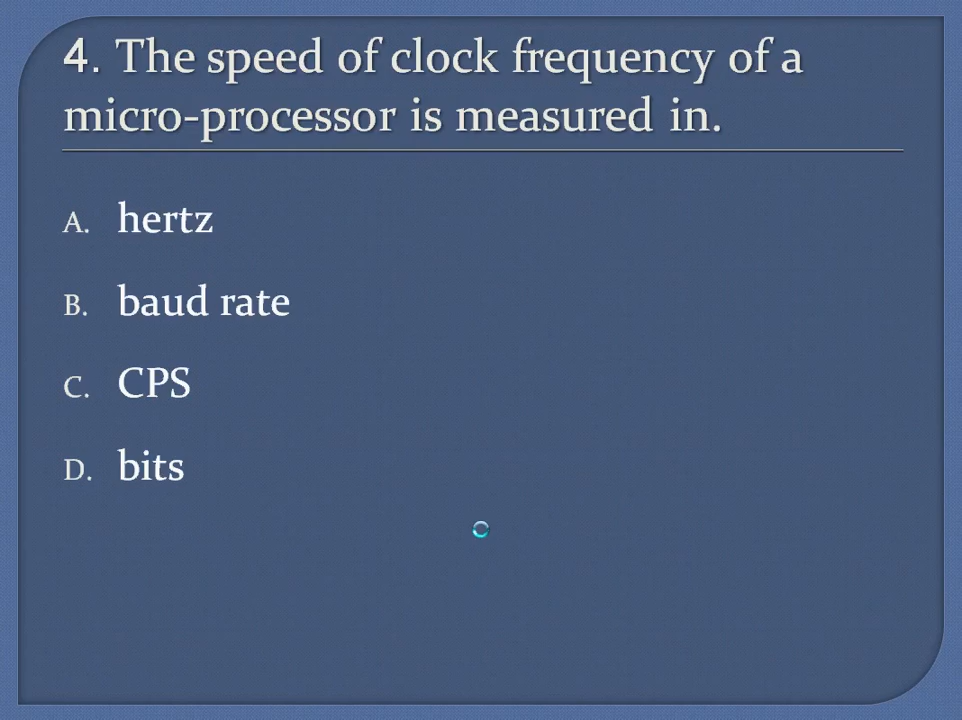 4. The speed of clock frequency of a
micro-processor is measured in.
A. hertz
B. baud rate
C. CPS
D. bits